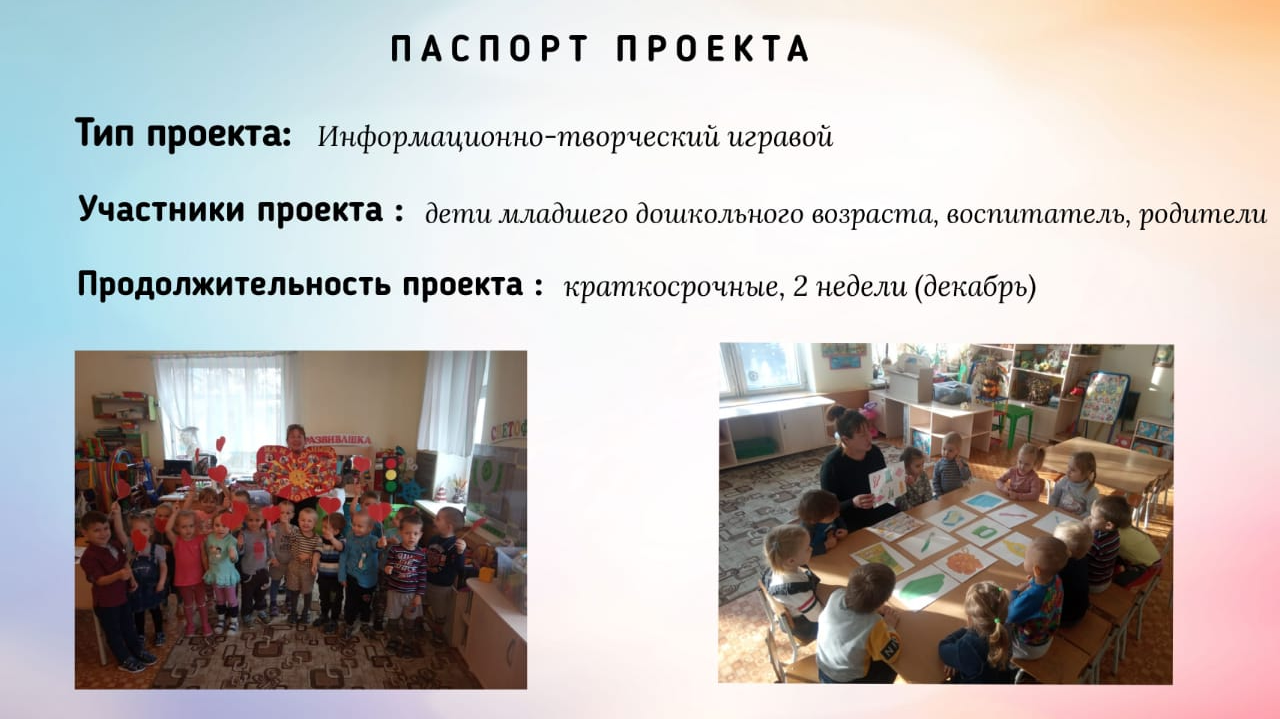 ПАСПОРТ ПРОЕКТА
Тип проекта: Информационно-творческий игравой
Участники проекта : дети младшего дошкольного возраста, воспитатель, родители
Продолжительность проекта : краткосрочные, 2 недели (декабрь)
РАЗВИВАШКА